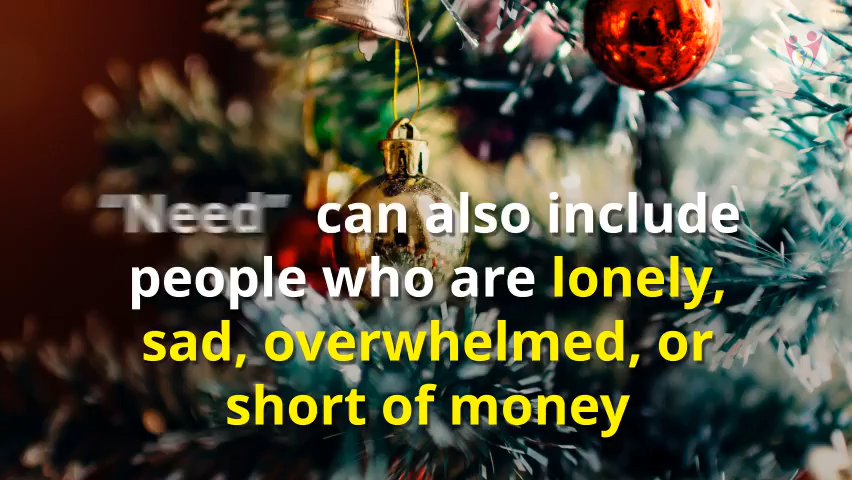 "Need" can also include
people who are lonely,
sad, overwhelmed, or
short of money